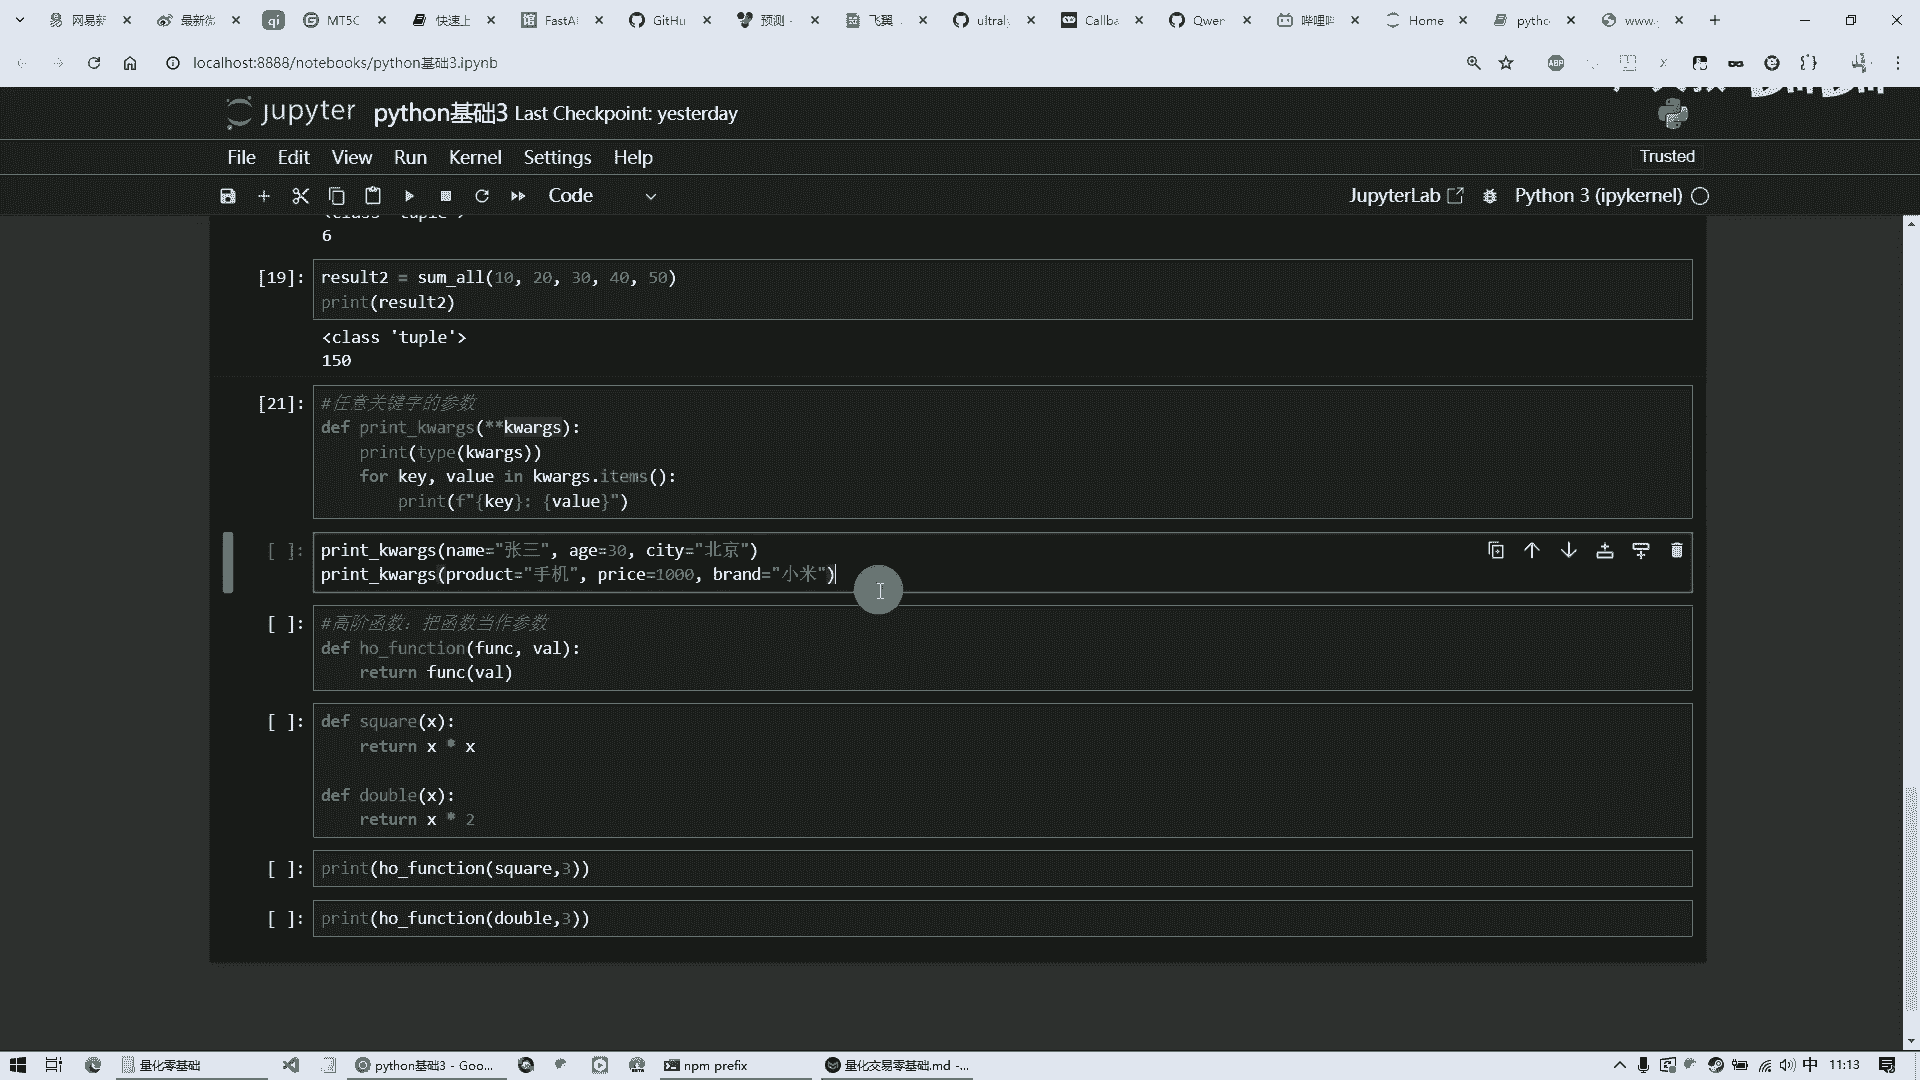 网易新
最新微
qi
MT5C
快速上
FastA
GitHu
预测 -
飞翼
ultraly
Callba
Qwen
哔哩哔
Home
pytho
www.
localhost:8888/notebooks/python基础3.ipynb
ABP
jupyter python基础3 Last Checkpoint: yesterday
File Edit View Run Kernel Settings Help
Trusted
Code
JupyterLab
Python 3 (ipykernel)
<class 'tuple'>
6
[19]: result2 = sum_all(10, 20, 30, 40, 50)
print(result2)
<class 'tuple'>
150
[21]: #任意关键字的参数
def print_kwargs(**kwargs):
    print(type(kwargs))
    for key, value in kwargs.items():
        print(f"{key}: {value}")
[ ]: print_kwargs(name="张三", age=30, city="北京")
print_kwargs(product="手机", price=1000, brand="小米")
[ ]: #高阶函数：把函数当作参数
def ho_function(func, val):
    return func(val)
[ ]: def square(x):
    return x * x
def double(x):
    return x * 2
[ ]: print(ho_function(square,3))
[ ]: print(ho_function(double,3))
量化零基础
python基础3 - Goo...
npm prefix
量化交易零基础.md -...
中
11:13